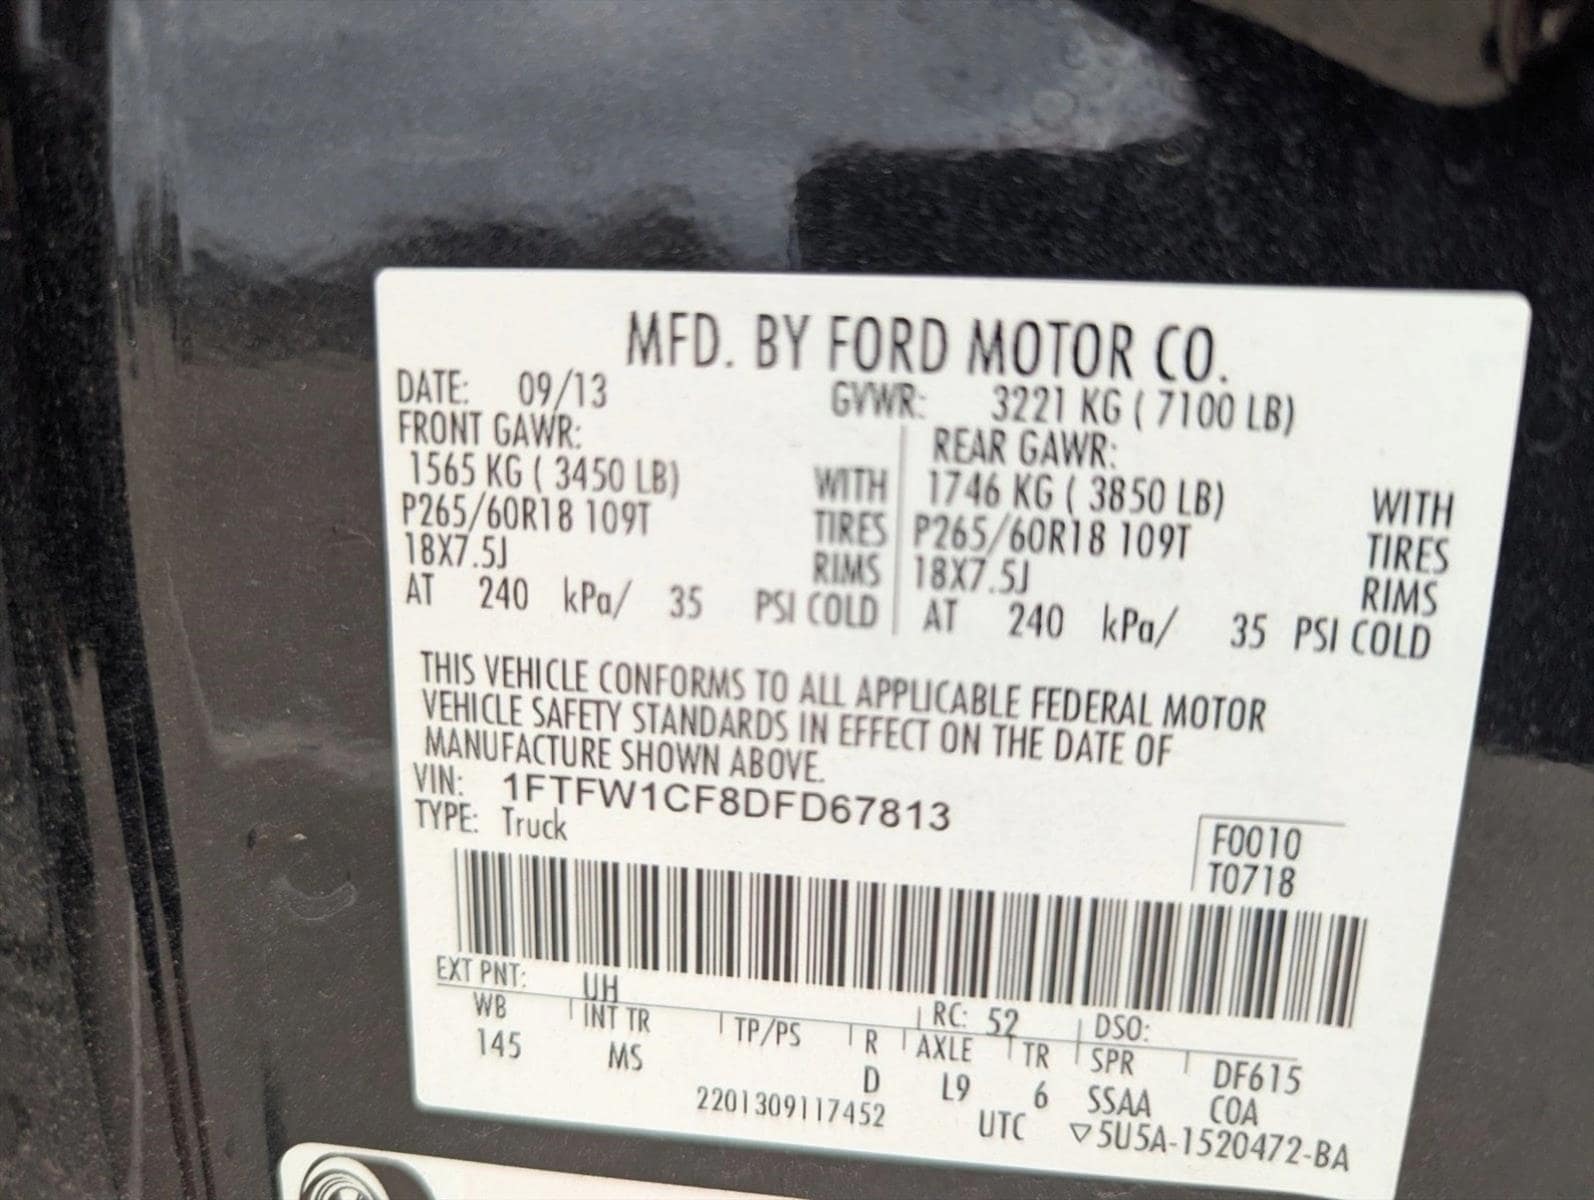 MFD. BY FORD MOTOR CO.
DATE: 09/13 GVWR: 3221 KG ( 7100 LB)
FRONT GAWR: REAR GAWR:
1565 KG ( 3450 LB) WITH 1746 KG ( 3850 LB) WITH
P265/60R18 109T TIRES P265/60R18 109T TIRES
18X7.5J RIMS 18X7.5J RIMS
AT 240 kPa/ 35 PSI COLD AT 240 kPa/ 35 PSI COLD
THIS VEHICLE CONFORMS TO ALL APPLICABLE FEDERAL MOTOR
VEHICLE SAFETY STANDARDS IN EFFECT ON THE DATE OF
MANUFACTURE SHOWN ABOVE.
VIN: 1FTFW1CF8DFD67813
TYPE: Truck
F0010
T0718
EXT PNT: UH RC: 52 DSO:
WB INT TR TP/PS R AXLE TR SPR DF615
145 MS D L9 6 SSAA COA
2201309117452 UTC ▽5U5A-1520472-BA